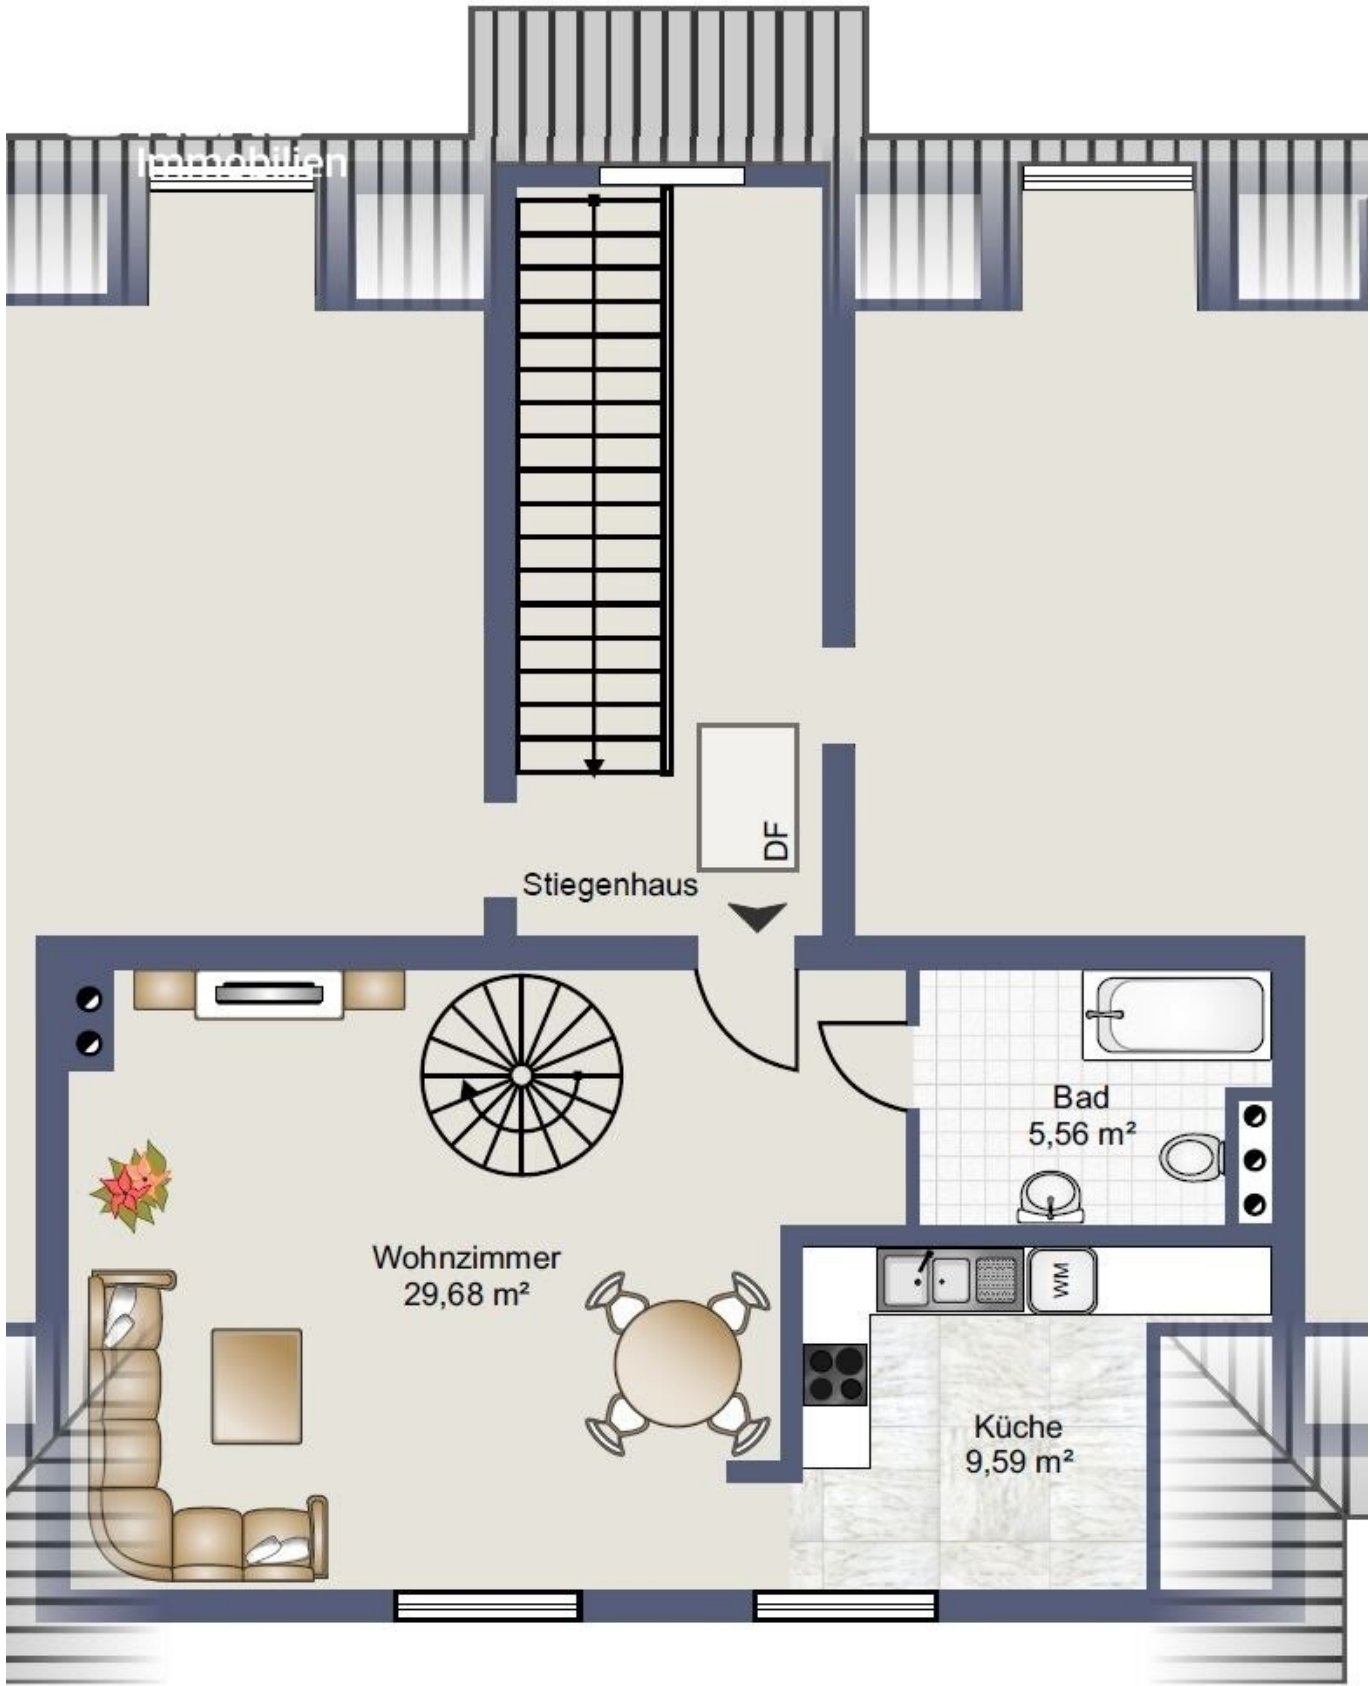 Immobilien
DF
Stiegenhaus
Bad
5,56 m²
Wohnzimmer
29,68 m²
WM
Küche
9,59 m²